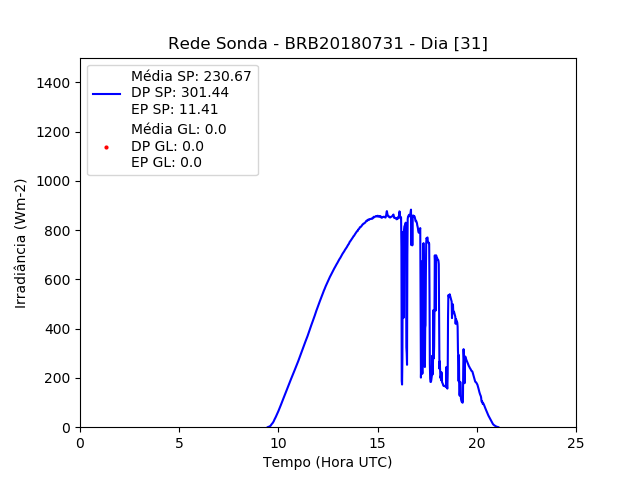 Rede Sonda - BRB20180731 - Dia [31]
Média SP: 230.67
DP SP: 301.44
EP SP: 11.41
Média GL: 0.0
DP GL: 0.0
EP GL: 0.0
Irradiância (Wm-2)
1400
1200
1000
800
600
400
200
0
0 5 10 15 20 25
Tempo (Hora UTC)